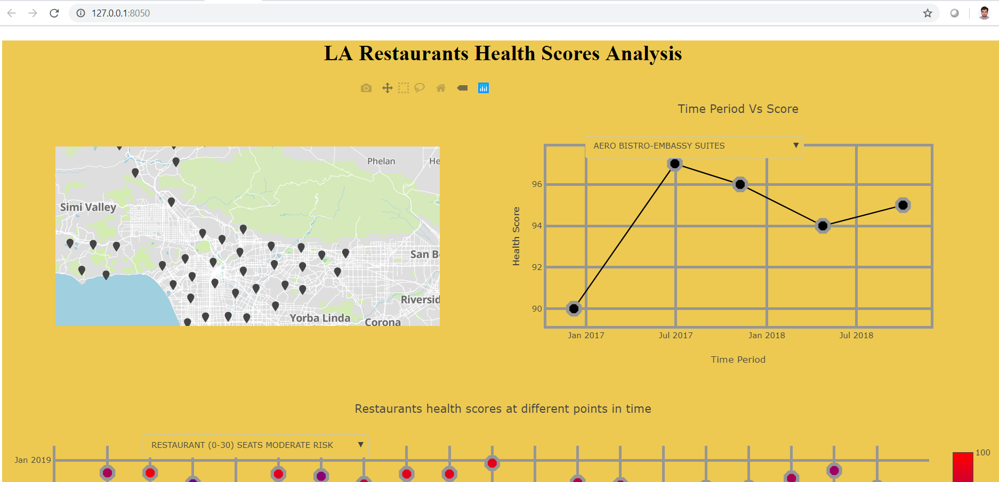 127.0.0.1:8050
LA Restaurants Health Scores Analysis
Time Period Vs Score
AERO BISTRO-EMBASSY SUITES ▼
Phelan
He
Simi Valley
San B
Riversid
Yorba Linda
Corona
Health Score
96
94
92
90
Jan 2017 Jul 2017 Jan 2018 Jul 2018
Time Period
Restaurants health scores at different points in time
RESTAURANT (0-30) SEATS MODERATE RISK ▼
Jan 2019
100